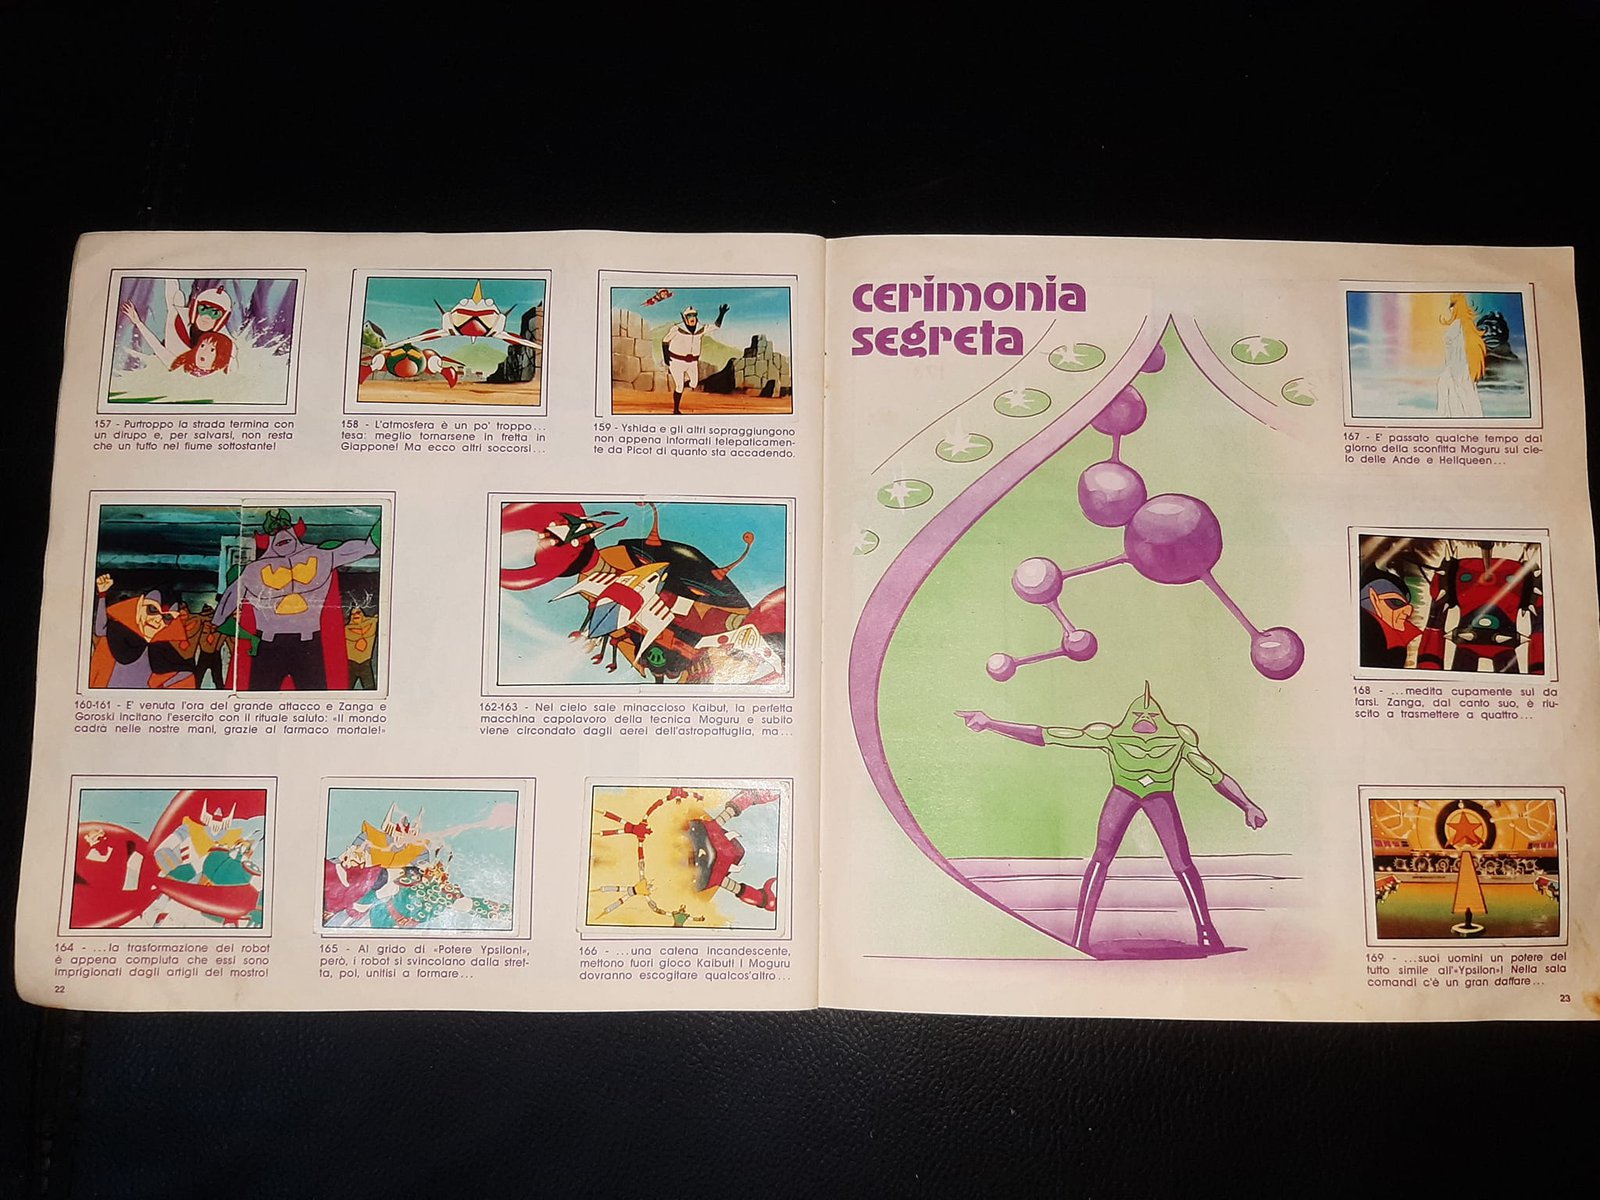 157 - Purtroppo la strada termina con
un dirupo e, per salvarsi, non resta
che un tuffo nel fiume sottostante!
158 - L'atmosfera è un po' troppo...
tesa: meglio tornarsene in fretta in
Giappone! Ma ecco altri soccorsi...
159 - Yshida e gli altri sopraggiungono
non appena informati telepaticamen-
te da Picot di quanto sta accadendo.
160-161 - E' venuta l'ora del grande attacco e Zanga e
Goroski incitano l'esercito con il rituale saluto: «Il mondo
cadrà nelle nostre mani, grazie al farmaco mortale!»
162-163 - Nel cielo sale minaccioso Kaibut, la perfetta
macchina capolavoro della tecnica Moguru e subito
viene circondato dagli aerei dell'astropattuglia, ma...
164 - ...la trasformazione dei robot
è appena compiuta che essi sono
imprigionati dagli artigli del mostro!
165 - Al grido di «Potere Ypsilon!»,
però, i robot si svincolano dalla stret-
ta, poi, unitisi a formare...
166 - ...una catena incandescente,
mettono fuori gioco Kaibut! I Moguru
dovranno escogitare qualcos'altro...
22
cerimonia
segreta
167 - E' passato qualche tempo dal
giorno della sconfitta Moguru sul cie-
lo delle Ande e Hellqueen...
168 - ...medita cupamente sul da
farsi. Zanga, dal canto suo, è riu-
scito a trasmettere a quattro...
169 - ...suoi uomini un potere del
tutto simile all'«Ypsilon»! Nella sala
comandi c'è un gran daffare...
23